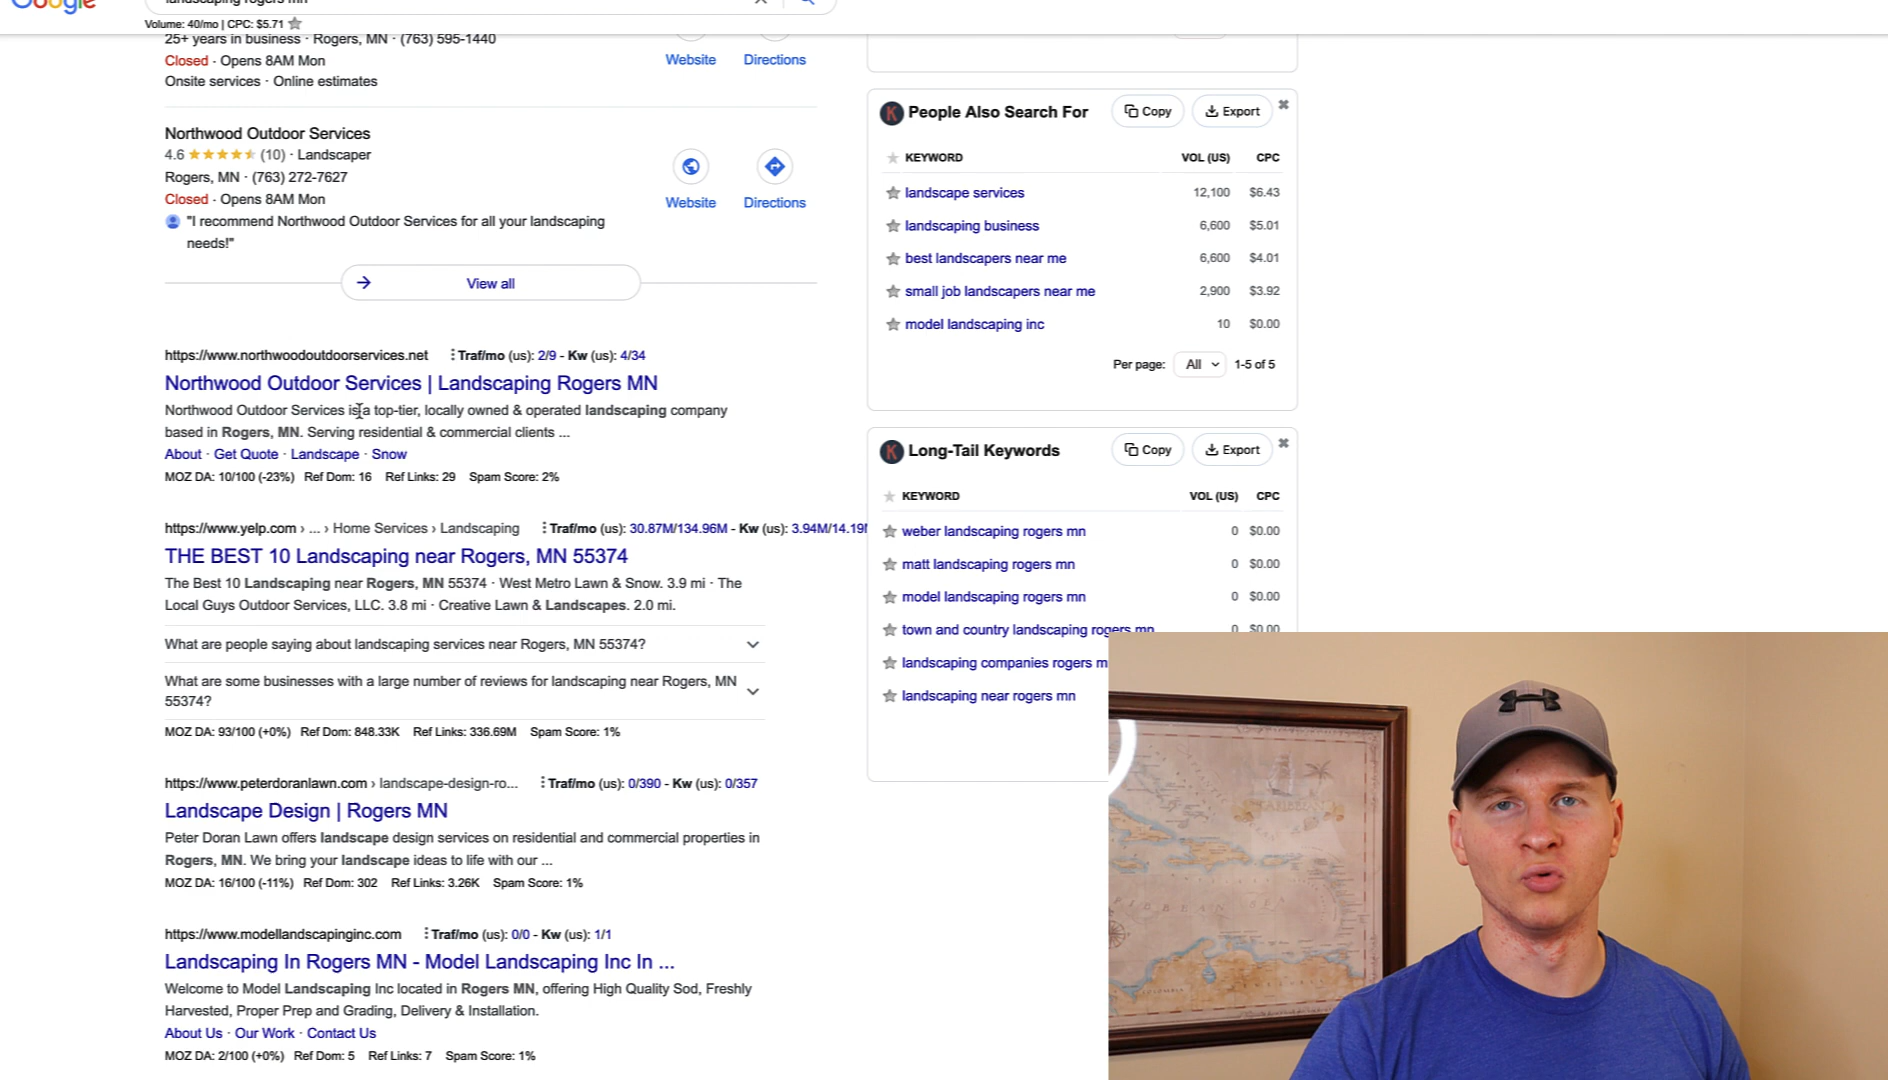 Google
landscaping rogers mn
Volume: 40/mo | CPC: $5.71
25+ years in business · Rogers, MN · (763) 595-1440
Closed · Opens 8AM Mon
Onsite services · Online estimates
Website
Directions
Northwood Outdoor Services
4.6 (10) · Landscaper
Rogers, MN · (763) 272-7627
Closed · Opens 8AM Mon
"I recommend Northwood Outdoor Services for all your landscaping
needs!"
Website
Directions
View all
https://www.northwoodoutdoorservices.net Traf/mo (us): 2/9 - Kw (us): 4/34
Northwood Outdoor Services | Landscaping Rogers MN
Northwood Outdoor Services is a top-tier, locally owned & operated landscaping company
based in Rogers, MN. Serving residential & commercial clients ...
About · Get Quote · Landscape · Snow
MOZ DA: 10/100 (-23%) Ref Dom: 16 Ref Links: 29 Spam Score: 2%
https://www.yelp.com › ... › Home Services › Landscaping Traf/mo (us): 30.87M/134.96M - Kw (us): 3.94M/14.19M
THE BEST 10 Landscaping near Rogers, MN 55374
The Best 10 Landscaping near Rogers, MN 55374 · West Metro Lawn & Snow. 3.9 mi · The
Local Guys Outdoor Services, LLC. 3.8 mi · Creative Lawn & Landscapes. 2.0 mi.
What are people saying about landscaping services near Rogers, MN 55374?
What are some businesses with a large number of reviews for landscaping near Rogers, MN
55374?
MOZ DA: 93/100 (+0%) Ref Dom: 848.33K Ref Links: 336.69M Spam Score: 1%
https://www.peterdoranlawn.com › landscape-design-ro... Traf/mo (us): 0/390 - Kw (us): 0/357
Landscape Design | Rogers MN
Peter Doran Lawn offers landscape design services on residential and commercial properties in
Rogers, MN. We bring your landscape ideas to life with our ...
MOZ DA: 16/100 (-11%) Ref Dom: 302 Ref Links: 3.26K Spam Score: 1%
https://www.modellandscapinginc.com Traf/mo (us): 0/0 - Kw (us): 1/1
Landscaping In Rogers MN - Model Landscaping Inc In ...
Welcome to Model Landscaping Inc located in Rogers MN, offering High Quality Sod, Freshly
Harvested, Proper Prep and Grading, Delivery & Installation.
About Us · Our Work · Contact Us
MOZ DA: 2/100 (+0%) Ref Dom: 5 Ref Links: 7 Spam Score: 1%
K People Also Search For Copy Export
KEYWORD VOL (US) CPC
landscape services 12,100 $6.43
landscaping business 6,600 $5.01
best landscapers near me 6,600 $4.01
small job landscapers near me 2,900 $3.92
model landscaping inc 10 $0.00
Per page: All 1-5 of 5
K Long-Tail Keywords Copy Export
KEYWORD VOL (US) CPC
weber landscaping rogers mn 0 $0.00
matt landscaping rogers mn 0 $0.00
model landscaping rogers mn 0 $0.00
town and country landscaping rogers mn 0 $0.00
landscaping companies rogers m
landscaping near rogers mn
CARIBBEAN SEA